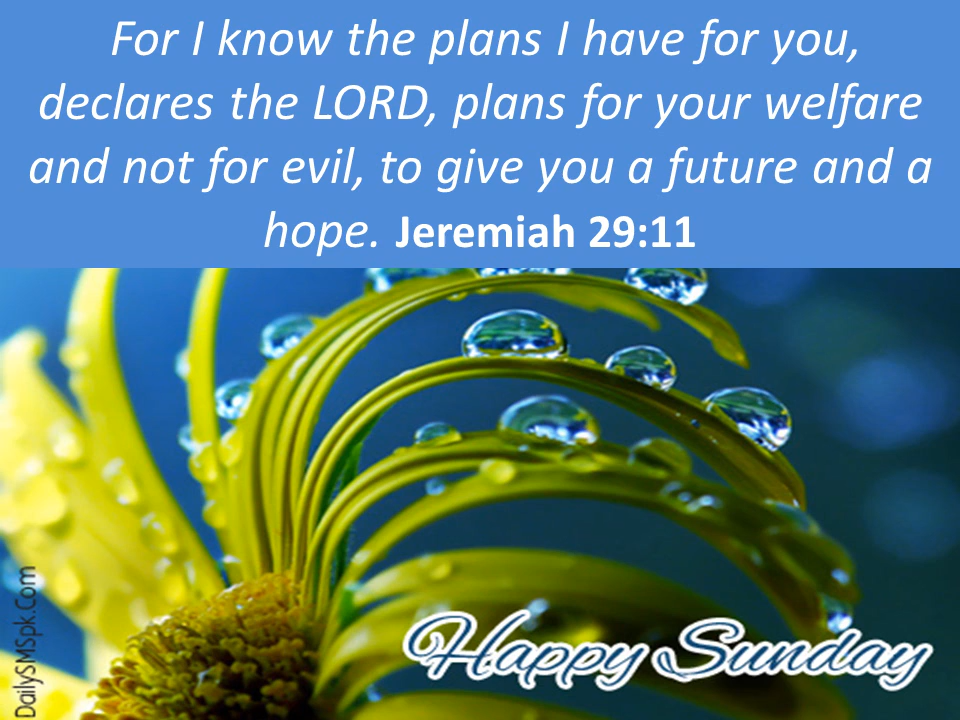 For I know the plans I have for you,
declares the LORD, plans for your welfare
and not for evil, to give you a future and a
hope. Jeremiah 29:11
Happy Sunday
DailySMSpk.Com